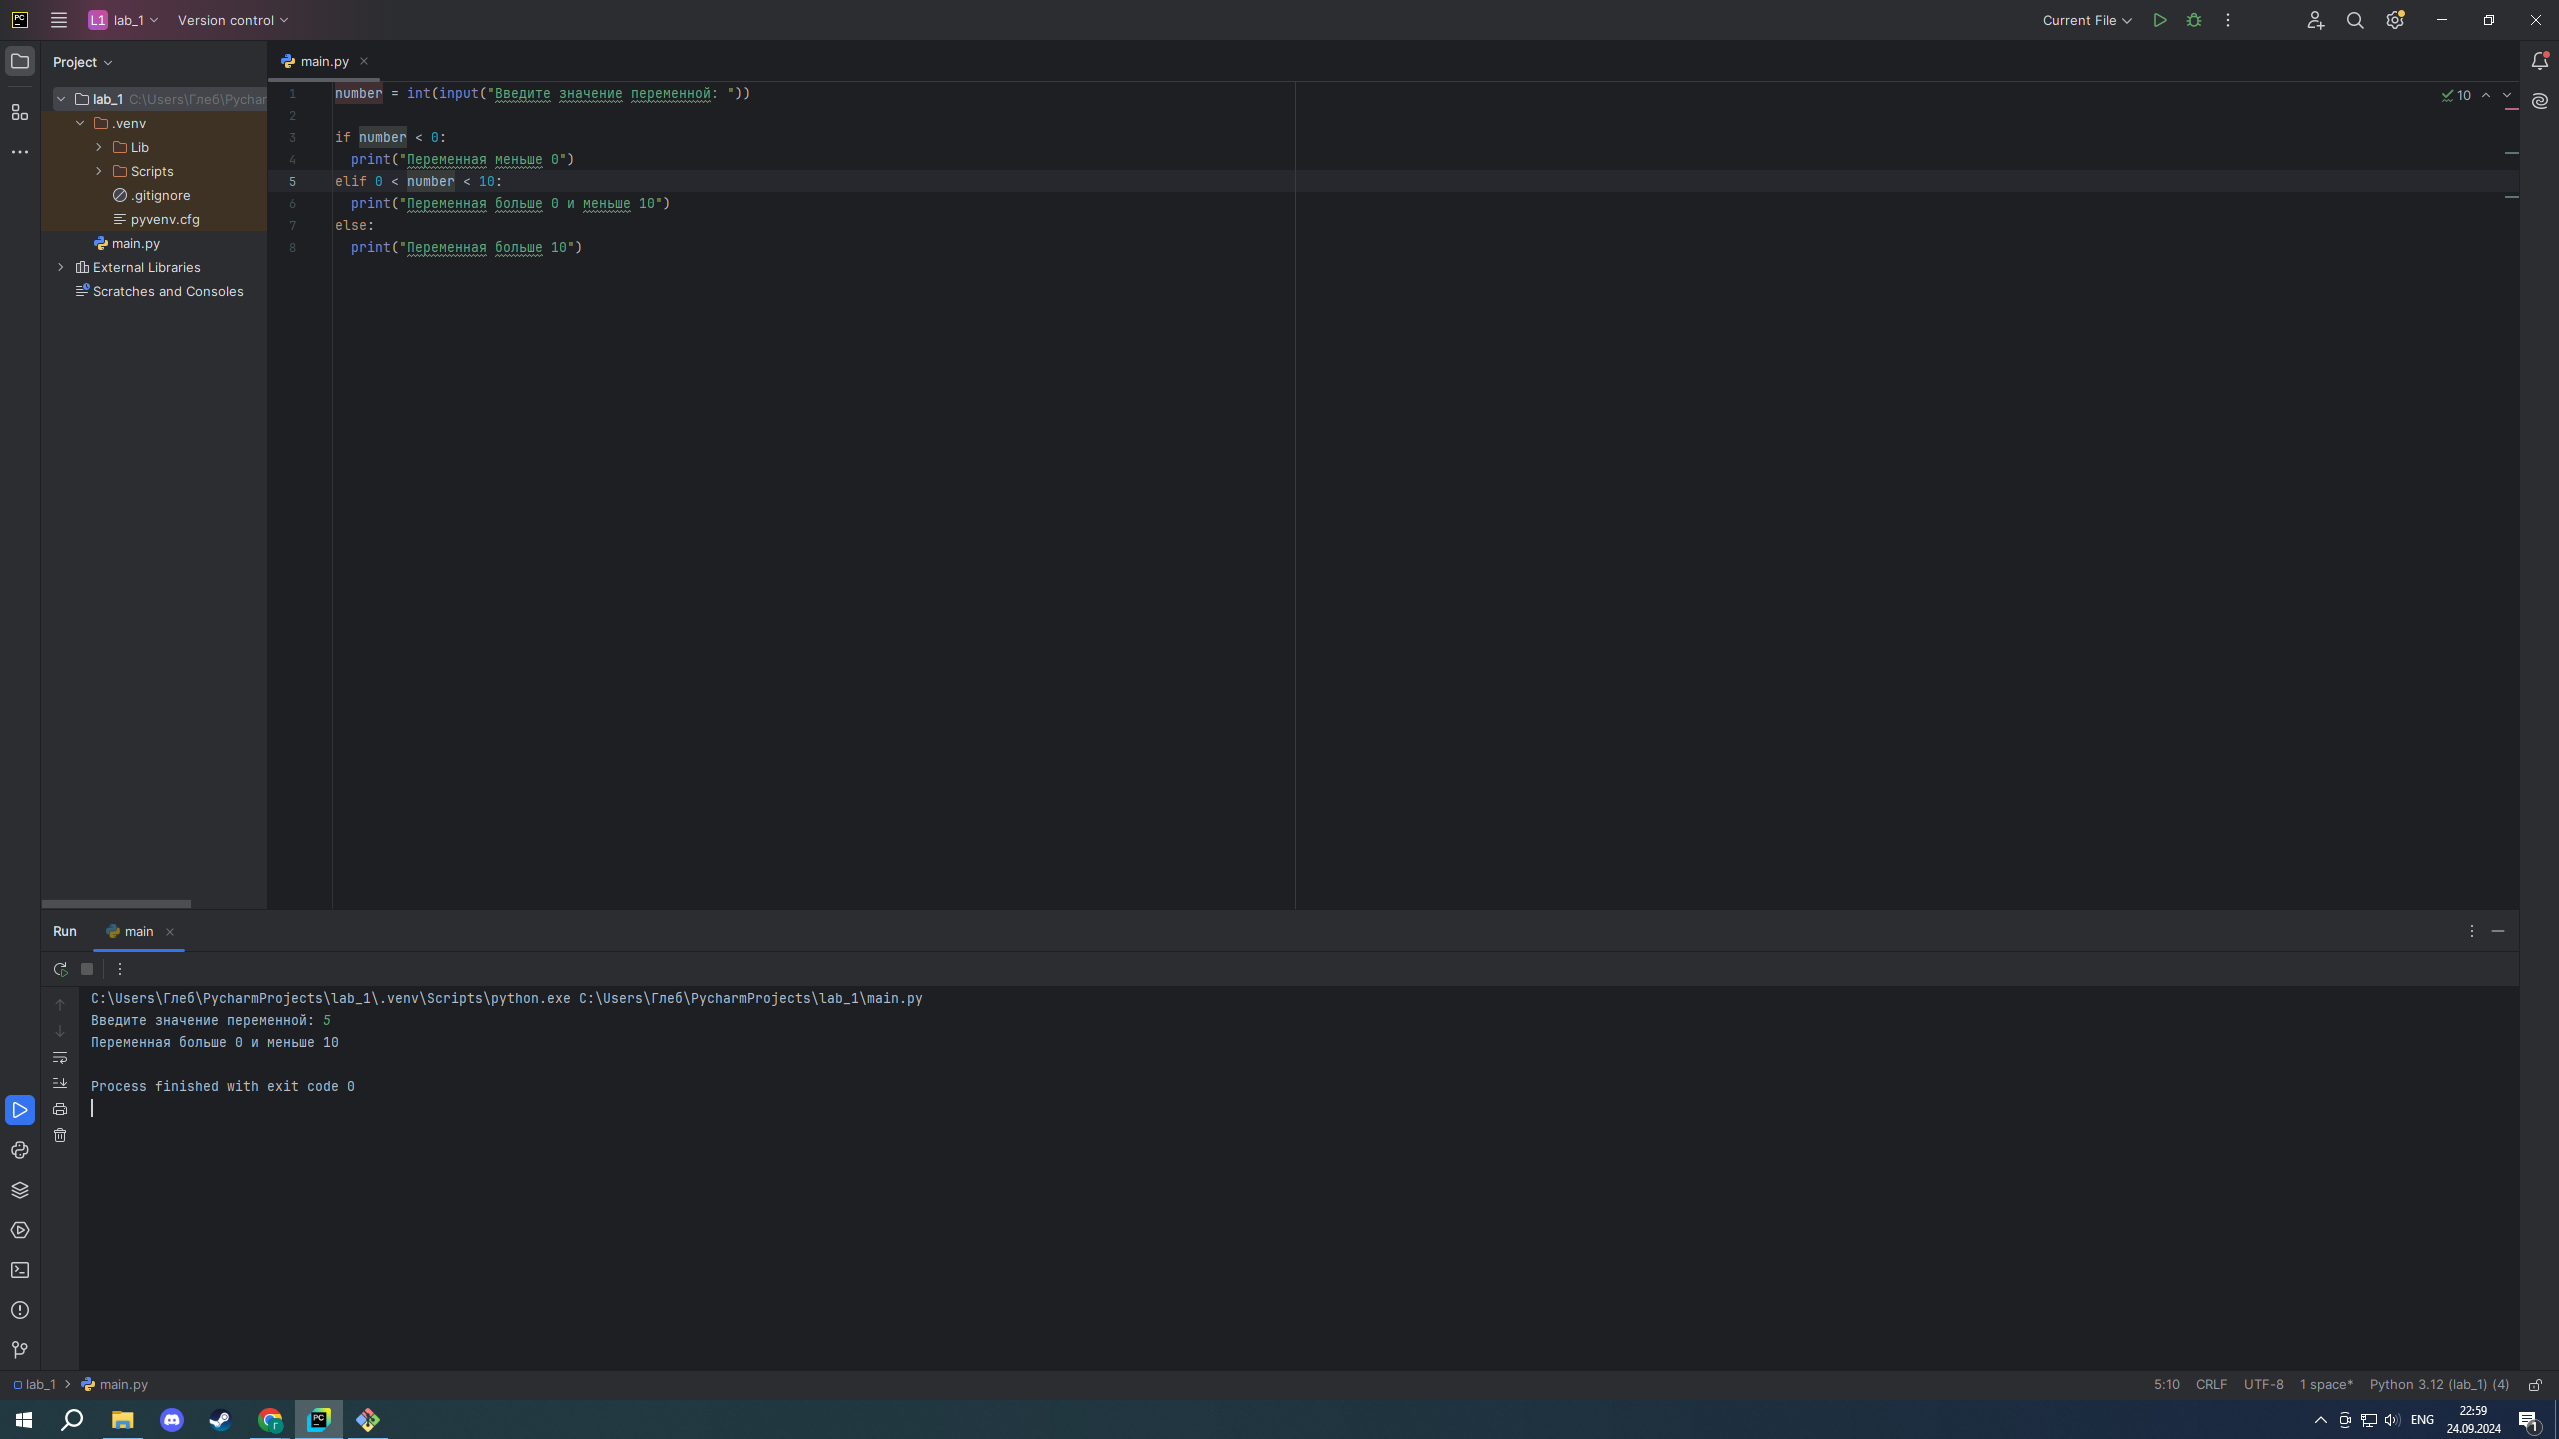 PC L1 lab_1 Version control Current File
Project
main.py
lab_1 C:\Users\Глеб\Pychar
.venv
Lib
Scripts
.gitignore
pyvenv.cfg
main.py
External Libraries
Scratches and Consoles
1 number = int(input("Введите значение переменной: "))
2
3 if number < 0:
4 print("Переменная меньше 0")
5 elif 0 < number < 10:
6 print("Переменная больше 0 и меньше 10")
7 else:
8 print("Переменная больше 10")
10
Run main
C:\Users\Глеб\PycharmProjects\lab_1\.venv\Scripts\python.exe C:\Users\Глеб\PycharmProjects\lab_1\main.py
Введите значение переменной: 5
Переменная больше 0 и меньше 10
Process finished with exit code 0
lab_1 main.py 5:10 CRLF UTF-8 1 space* Python 3.12 (lab_1) (4)
PC ENG 22:59
24.09.2024
1